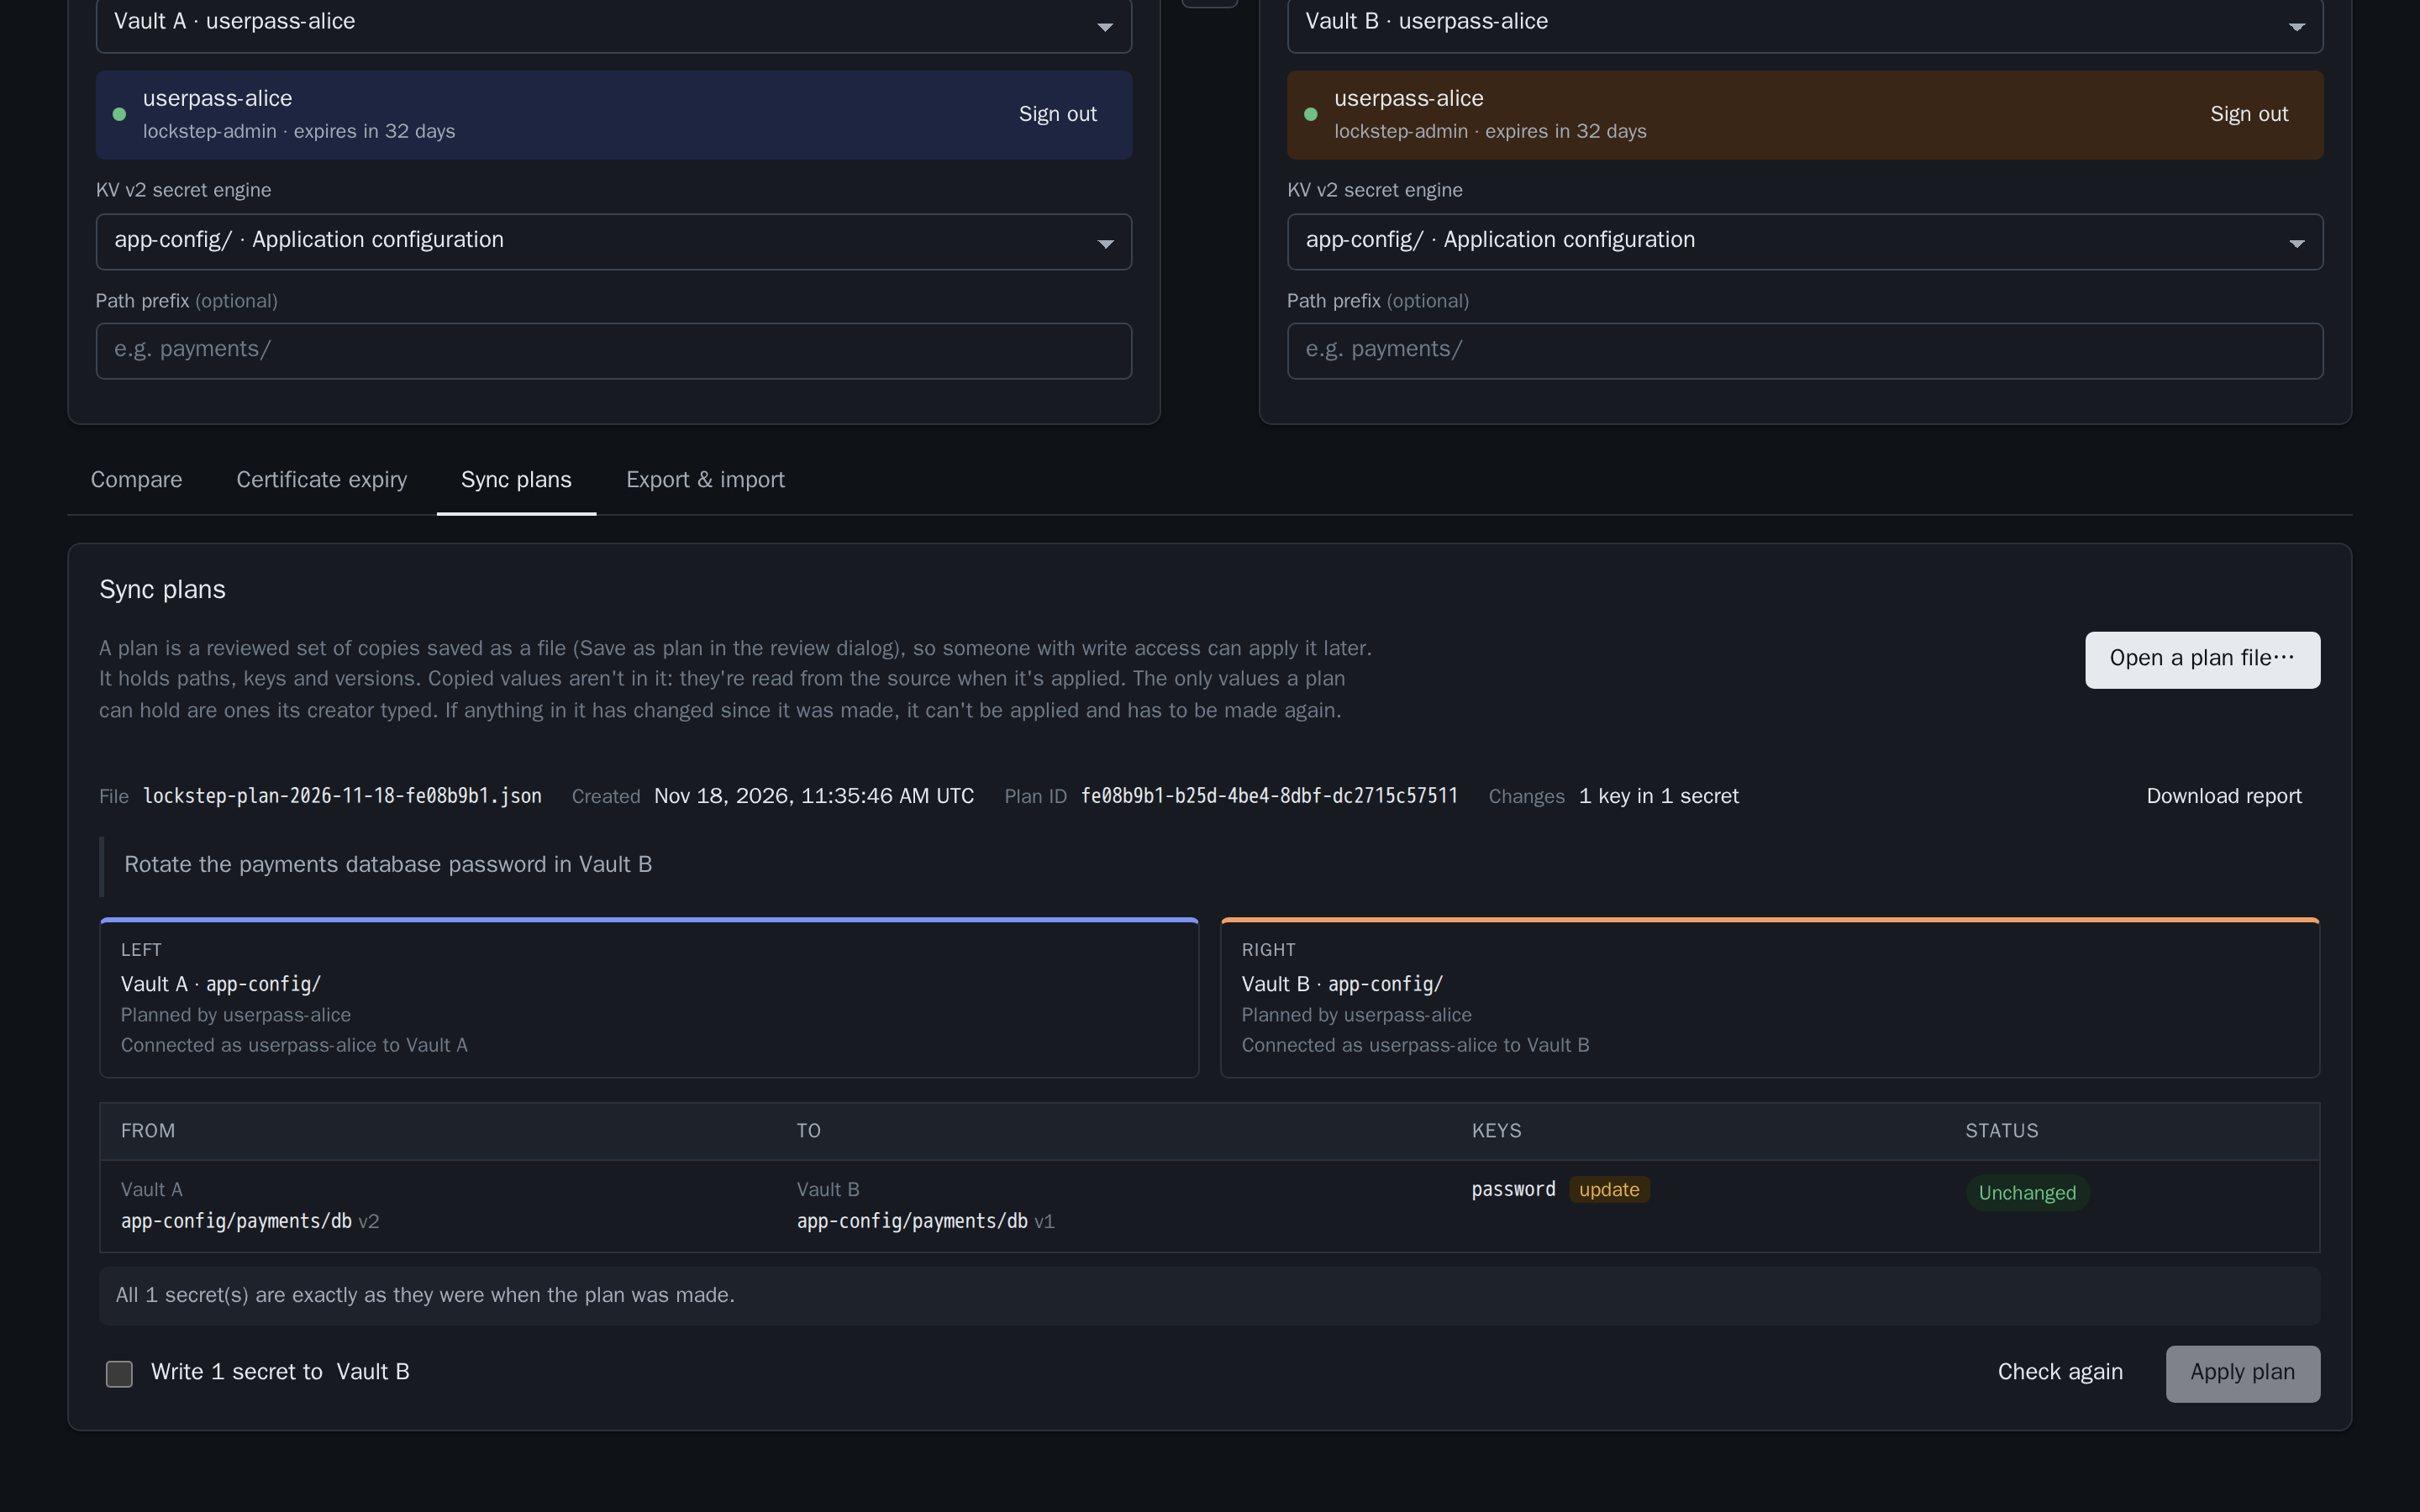 Vault A · userpass-alice
userpass-alice
lockstep-admin · expires in 32 days
Sign out
KV v2 secret engine
app-config/ · Application configuration
Path prefix (optional)
e.g. payments/
Vault B · userpass-alice
userpass-alice
lockstep-admin · expires in 32 days
Sign out
KV v2 secret engine
app-config/ · Application configuration
Path prefix (optional)
e.g. payments/
Compare Certificate expiry Sync plans Export & import
Sync plans
A plan is a reviewed set of copies saved as a file (Save as plan in the review dialog), so someone with write access can apply it later.
It holds paths, keys and versions. Copied values aren't in it: they're read from the source when it's applied. The only values a plan
can hold are ones its creator typed. If anything in it has changed since it was made, it can't be applied and has to be made again.
Open a plan file…
File lockstep-plan-2026-11-18-fe08b9b1.json Created Nov 18, 2026, 11:35:46 AM UTC Plan ID fe08b9b1-b25d-4be4-8dbf-dc2715c57511 Changes 1 key in 1 secret Download report
Rotate the payments database password in Vault B
LEFT
Vault A · app-config/
Planned by userpass-alice
Connected as userpass-alice to Vault A
RIGHT
Vault B · app-config/
Planned by userpass-alice
Connected as userpass-alice to Vault B
FROM TO KEYS STATUS
Vault A Vault B password update Unchanged
app-config/payments/db v2 app-config/payments/db v1
All 1 secret(s) are exactly as they were when the plan was made.
Write 1 secret to Vault B Check again Apply plan